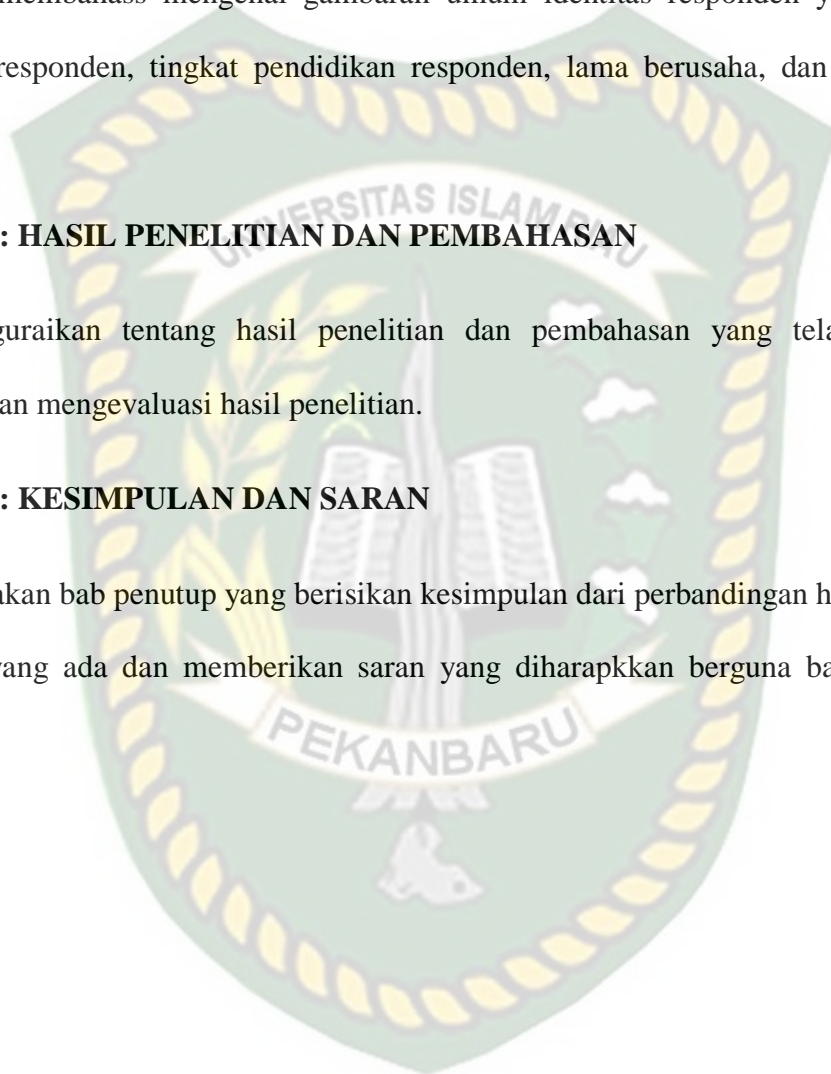 membahass mengenai gambaran umum identitas responden y
responden, tingkat pendidikan responden, lama berusaha, dan
UNIVERSITAS ISLAM RIAU
: HASIL PENELITIAN DAN PEMBAHASAN
guraikan tentang hasil penelitian dan pembahasan yang tela
an mengevaluasi hasil penelitian.
: KESIMPULAN DAN SARAN
akan bab penutup yang berisikan kesimpulan dari perbandingan h
yang ada dan memberikan saran yang diharapkkan berguna ba
PEKANBARU